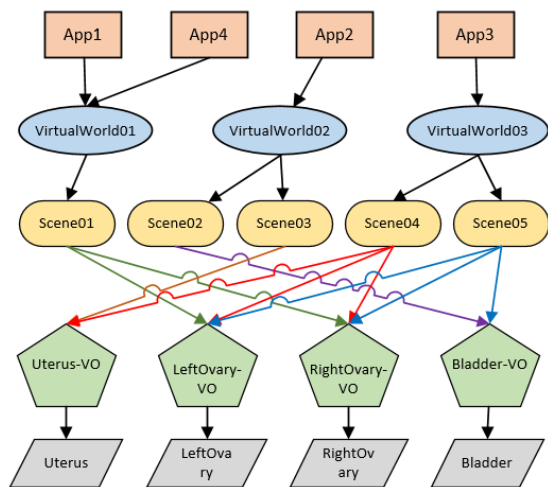 App1
App4
App2
App3
VirtualWorld01
VirtualWorld02
VirtualWorld03
Scene01
Scene02
Scene03
Scene04
Scene05
Uterus-VO
LeftOvary-
VO
RightOvary-
VO
Bladder-VO
Uterus
LeftOva
ry
RightOv
ary
Bladder